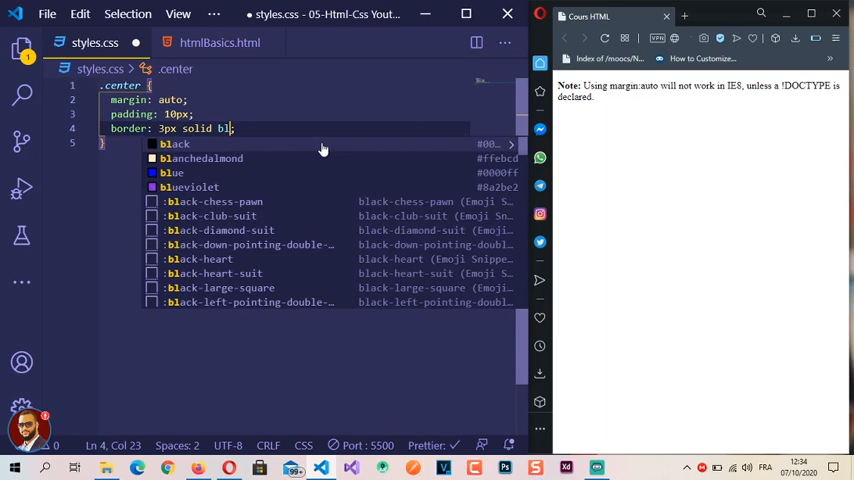 File Edit Selection View ··· ● styles.css - 05-Html-Css Yout...
styles.css ● htmlBasics.html ···
styles.css > .center
1 .center {
2 margin: auto;
3 padding: 10px;
4 border: 3px solid bl;
5 }
black #00... >
blanchedalmond #ffebcd
blue #0000ff
blueviolet #8a2be2
:black-chess-pawn black-chess-pawn (Emoji S...
:black-club-suit black-club-suit (Emoji Sn...
:black-diamond-suit black-diamond-suit (Emoji...
:black-down-pointing-double-... black-down-pointing-doubl...
:black-heart black-heart (Emoji Snippe...
:black-heart-suit black-heart-suit (Emoji S...
:black-large-square black-large-square (Emoji...
:black-left-pointing-double-... black-left-pointing-doubl...
1
0 Ln 4, Col 23 Spaces: 2 UTF-8 CRLF CSS Port : 5500 Prettier: ✓
Cours HTML
VPN
Index of /moocs/N... How to Customize... »
Note: Using margin:auto will not work in IE8, unless a !DOCTYPE is
declared.
99+ Ps S Xd FRA 12:34
07/10/2020